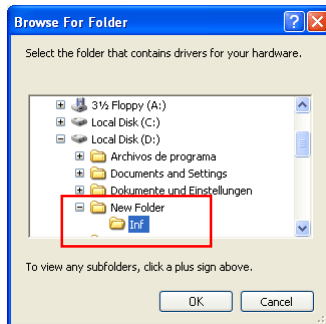 Browse For Folder
Select the folder that contains drivers for your hardware.
3½ Floppy (A:)
Local Disk (C:)
Local Disk (D:)
Archivos de programa
Documents and Settings
Dokumente und Einstellungen
New Folder
Inf
To view any subfolders, click a plus sign above.
OK
Cancel